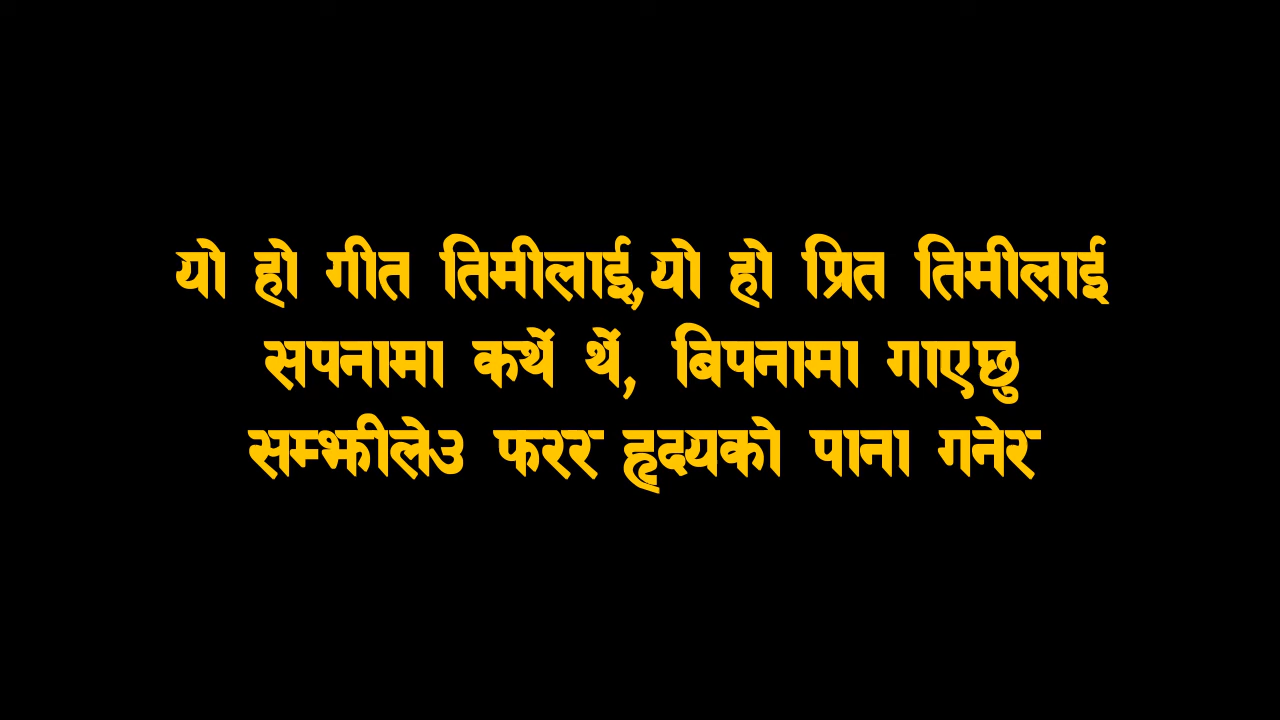 यो हो गीत तिमीलाई,यो हो प्रित तिमीलाई
सपनामा कथें थें, बिपनामा गाएछु
सम्झीलेउ फरर हृदयको पाना गनेर